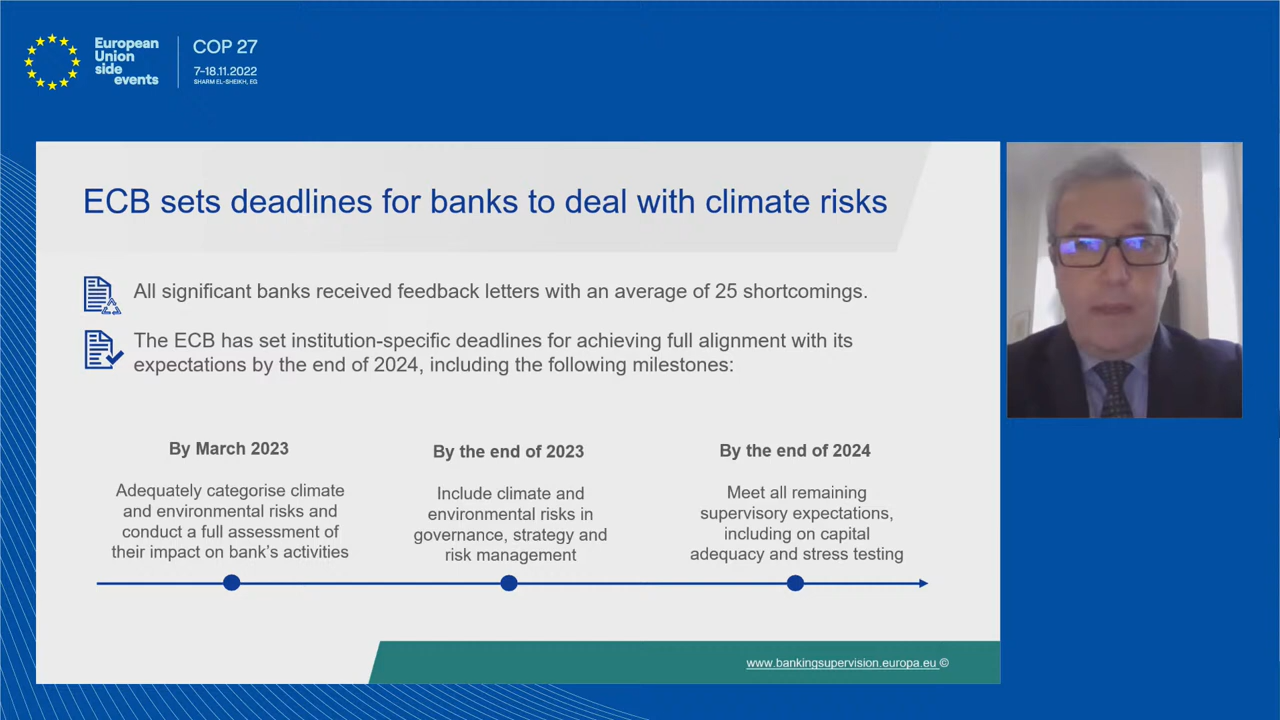 European
Union
side
events
COP 27
7-18.11.2022
SHARM EL-SHEIKH, EG
ECB sets deadlines for banks to deal with climate risks
All significant banks received feedback letters with an average of 25 shortcomings.
The ECB has set institution-specific deadlines for achieving full alignment with its
expectations by the end of 2024, including the following milestones:
By March 2023
Adequately categorise climate
and environmental risks and
conduct a full assessment of
their impact on bank's activities
By the end of 2023
Include climate and
environmental risks in
governance, strategy and
risk management
By the end of 2024
Meet all remaining
supervisory expectations,
including on capital
adequacy and stress testing
www.bankingsupervision.europa.eu ©